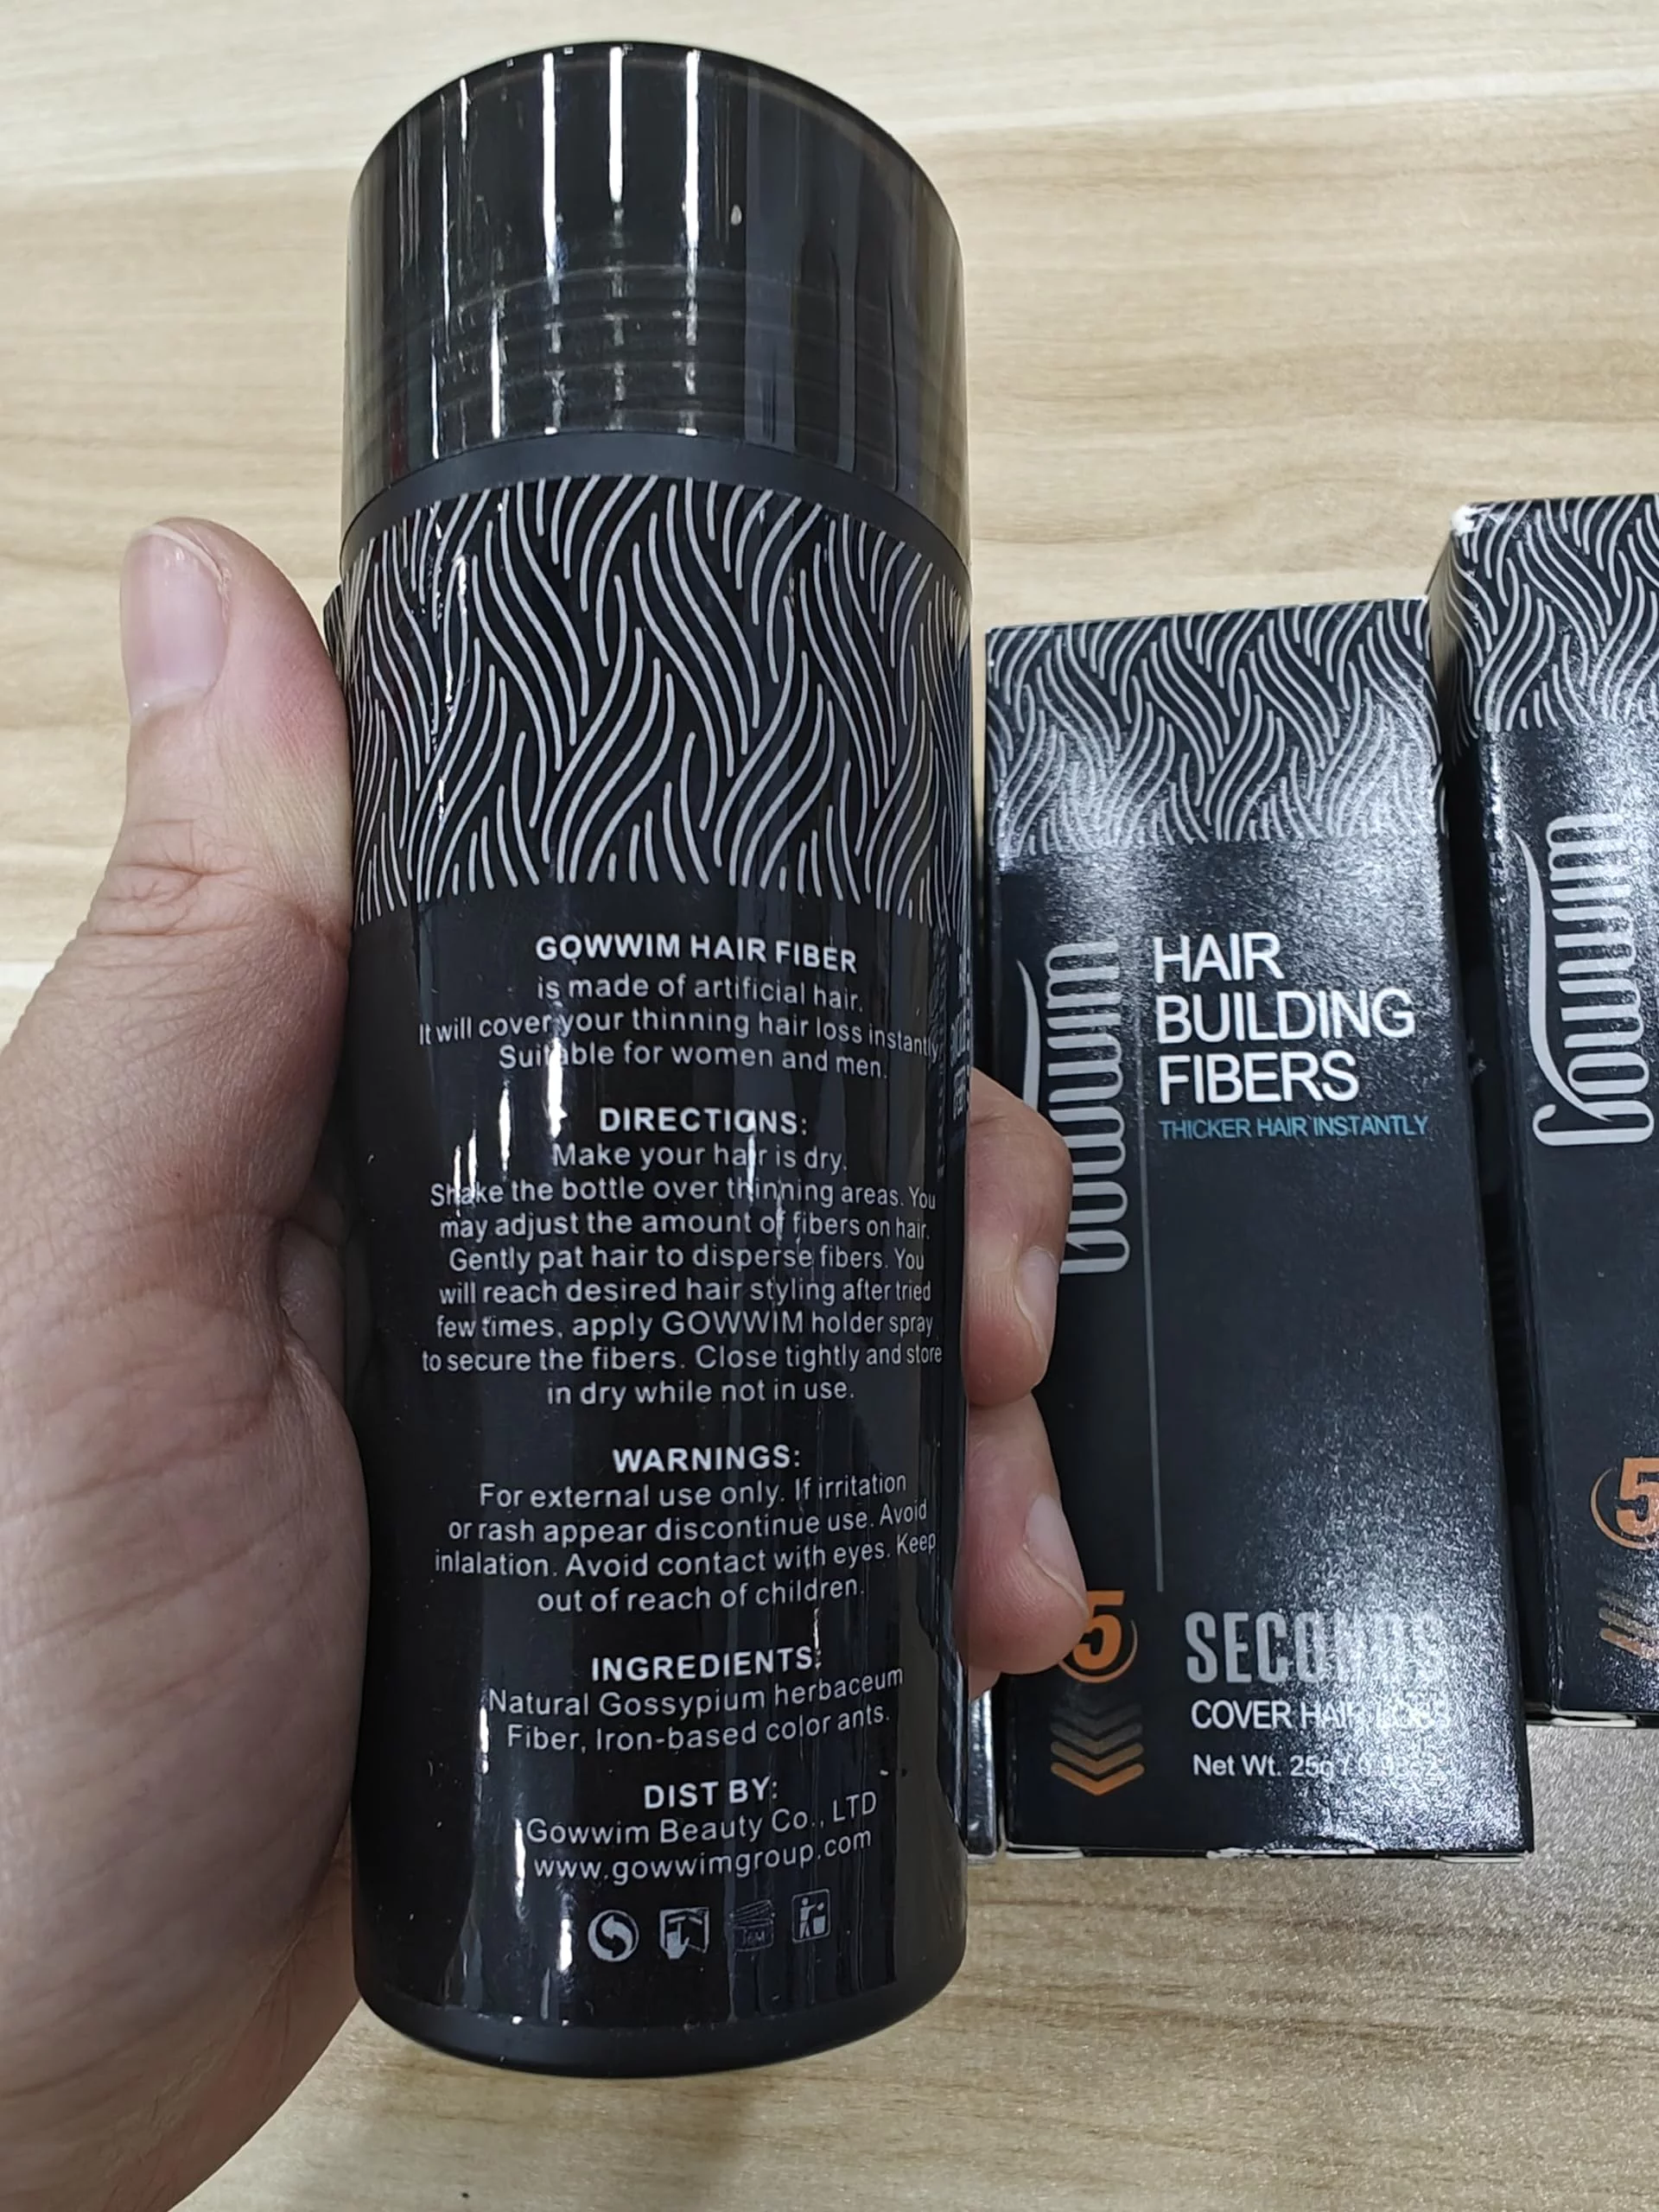 GOWWIM HAIR FIBER
is made of artificial hair.
It will cover your thinning hair loss instantly.
Suitable for women and men.
DIRECTIONS:
Make your hair is dry.
Shake the bottle over thinning areas. You
may adjust the amount of fibers on hair.
Gently pat hair to disperse fibers. You
will reach desired hair styling after tried
few times, apply GOWWIM holder spray
to secure the fibers. Close tightly and store
in dry while not in use.
WARNINGS:
For external use only. If irritation
or rash appear discontinue use. Avoid
inlalation. Avoid contact with eyes. Keep
out of reach of children.
INGREDIENTS:
Natural Gossypium herbaceum
Fiber, Iron-based color ants.
DIST BY:
Gowwim Beauty Co., LTD
www.gowwimgroup.com
36M
Gowwim
HAIR
BUILDING
FIBERS
THICKER HAIR INSTANTLY
5 SECONDS
COVER HAIR LOSS
Net Wt. 25g /
Gowwim
5